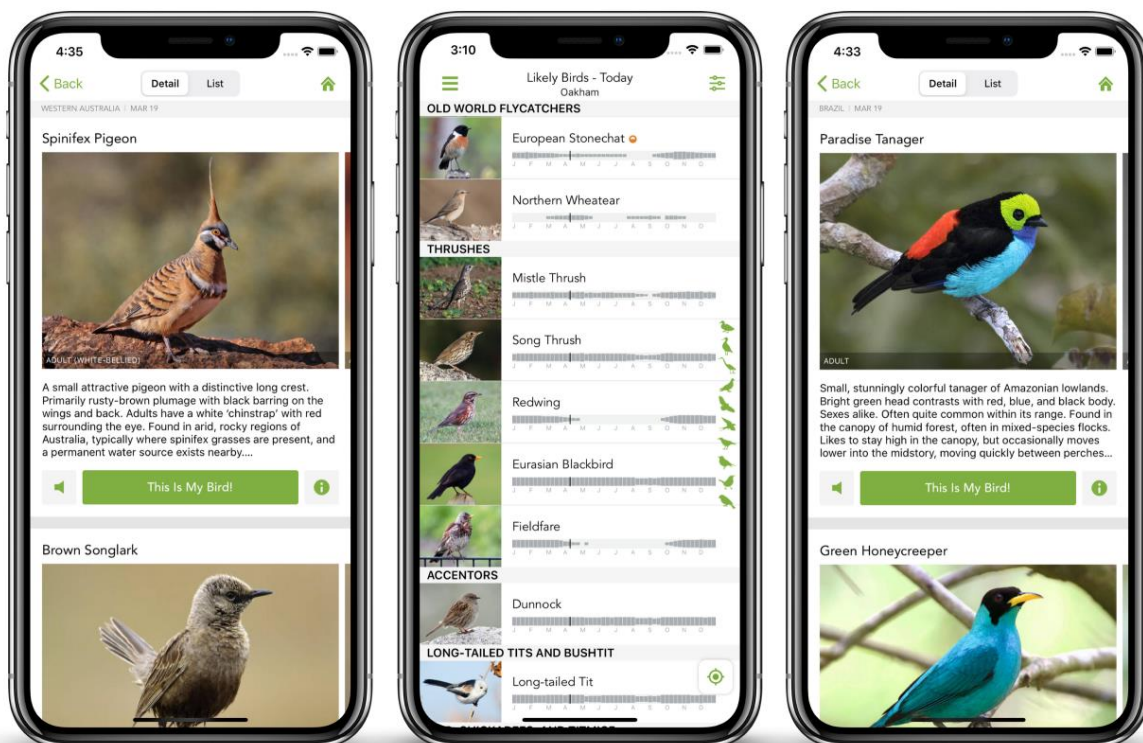 4:35
Back
Detail
List
WESTERN AUSTRALIA | MAR 19
Spinifex Pigeon
ADULT (WHITE-BELLIED)
A small attractive pigeon with a distinctive long crest.
Primarily rusty-brown plumage with black barring on the
wings and back. Adults have a white ‘chinstrap’ with red
surrounding the eye. Found in arid, rocky regions of
Australia, typically where spinifex grasses are present, and
a permanent water source exists nearby....
This Is My Bird!
Brown Songlark
3:10
Likely Birds - Today
Oakham
OLD WORLD FLYCATCHERS
European Stonechat
J F M A M J J A S O N D
Northern Wheatear
J F M A M J J A S O N D
THRUSHES
Mistle Thrush
J F M A M J J A S O N D
Song Thrush
J F M A M J J A S O N D
Redwing
J F M A M J J A S O N D
Eurasian Blackbird
J F M A M J J A S O N D
Fieldfare
J F M A M J J A S O N D
ACCENTORS
Dunnock
J F M A M J J A S O N D
LONG-TAILED TITS AND BUSHTIT
Long-tailed Tit
J F M A M J J A S O N D
4:33
Back
Detail
List
BRAZIL | MAR 19
Paradise Tanager
ADULT
Small, stunningly colorful tanager of Amazonian lowlands.
Bright green head contrasts with red, blue, and black body.
Sexes alike. Often quite common within its range. Found in
the canopy of humid forest, often in mixed-species flocks.
Likes to stay high in the canopy, but occasionally moves
lower into the midstory, moving quickly between perches...
This Is My Bird!
Green Honeycreeper